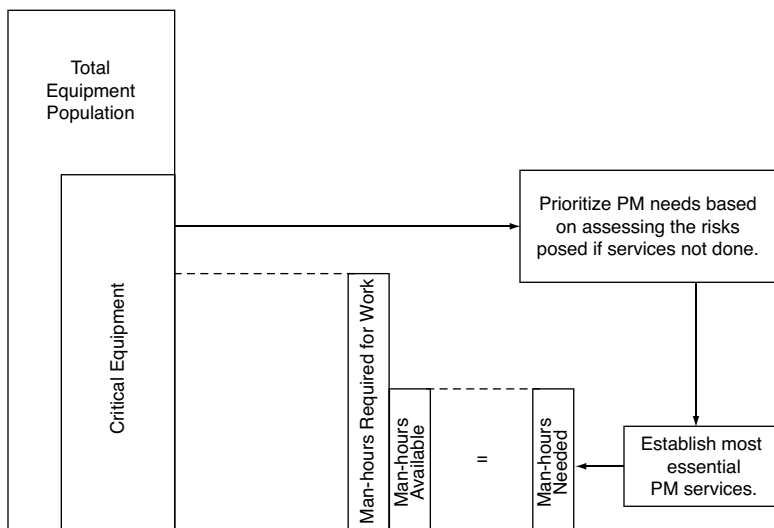 Total
Equipment
Population
Prioritize PM needs based
on assessing the risks
posed if services not done.
Critical Equipment
Man-hours Required for Work
Man-hours
Available
=
Man-hours
Needed
Establish most
essential
PM services.